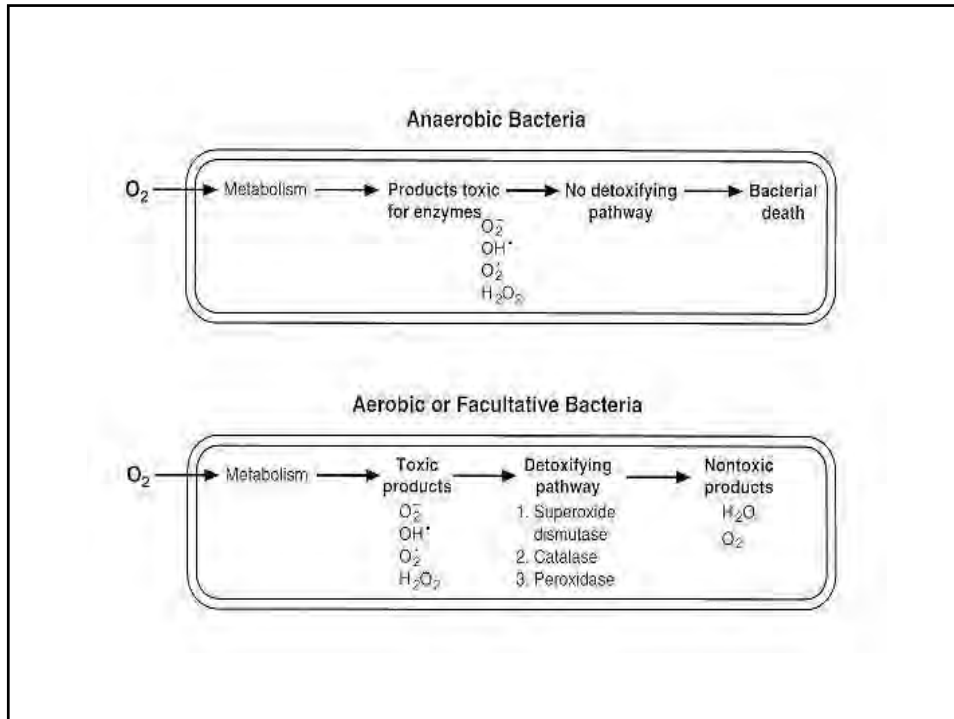 Anaerobic Bacteria
O₂ Metabolism Products toxic No detoxifying Bacterial
for enzymes pathway death
O₂⁻
OH•
O₂•
H₂O₂
Aerobic or Facultative Bacteria
O₂ Metabolism Toxic Detoxifying Nontoxic
products pathway products
O₂⁻ 1. Superoxide H₂O
OH• dismutase O₂
O₂• 2. Catalase
H₂O₂ 3. Peroxidase